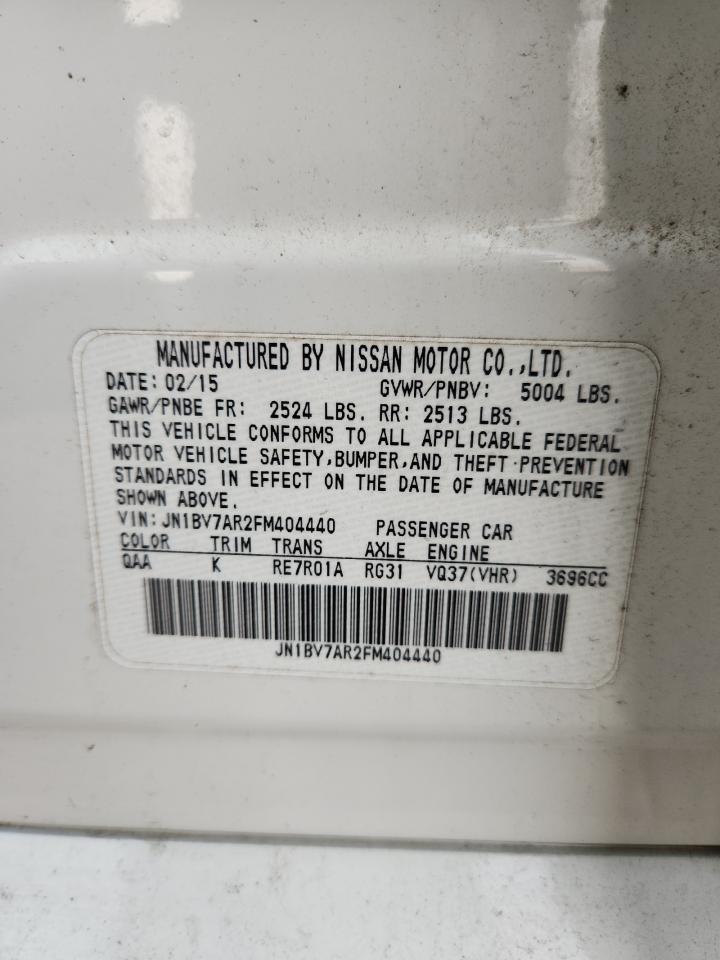 MANUFACTURED BY NISSAN MOTOR CO.,LTD.
DATE: 02/15 GVWR/PNBV: 5004 LBS.
GAWR/PNBE FR: 2524 LBS. RR: 2513 LBS.
THIS VEHICLE CONFORMS TO ALL APPLICABLE FEDERAL
MOTOR VEHICLE SAFETY,BUMPER,AND THEFT PREVENTION
STANDARDS IN EFFECT ON THE DATE OF MANUFACTURE
SHOWN ABOVE.
VIN:JN1BV7AR2FM404440 PASSENGER CAR
COLOR TRIM TRANS AXLE ENGINE
QAA K RE7R01A RG31 VQ37(VHR) 3696CC
JN1BV7AR2FM404440